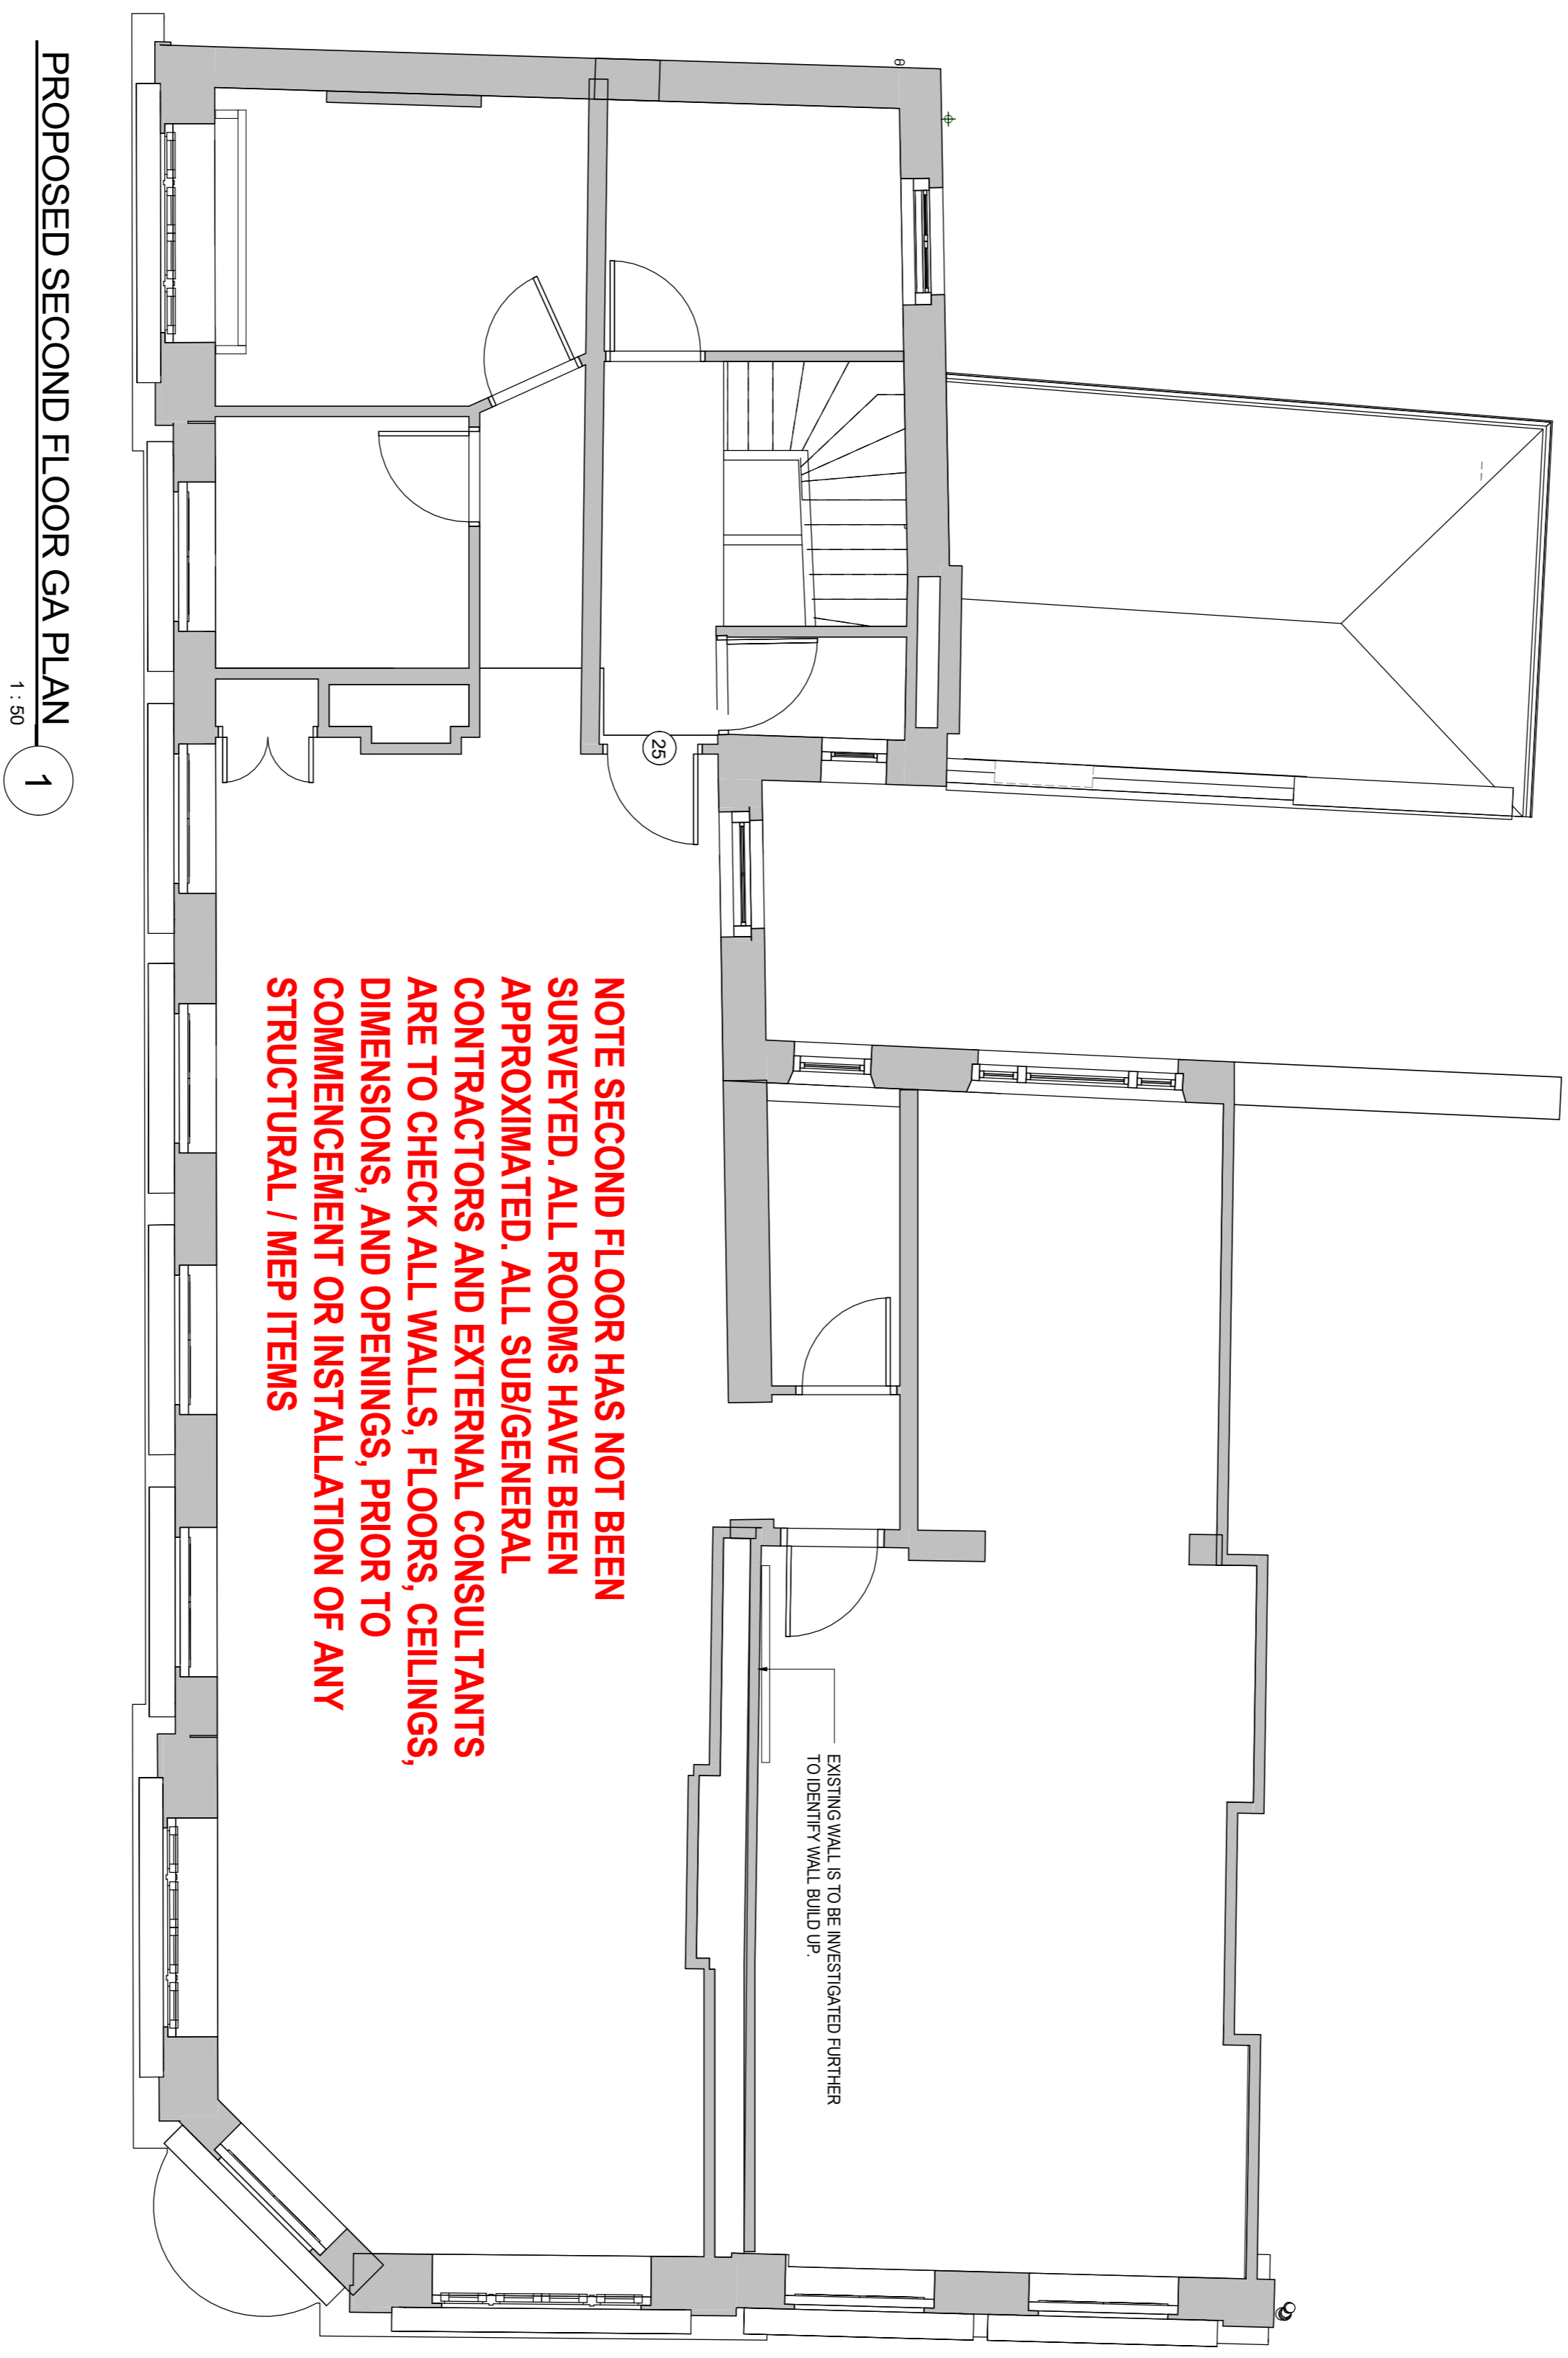 PROPOSED SECOND FLOOR GA PLAN
1 : 50
1
25
NOTE SECOND FLOOR HAS NOT BEEN
SURVEYED. ALL ROOMS HAVE BEEN
APPROXIMATED. ALL SUB/GENERAL
CONTRACTORS AND EXTERNAL CONSULTANTS
ARE TO CHECK ALL WALLS, FLOORS, CEILINGS,
DIMENSIONS, AND OPENINGS, PRIOR TO
COMMENCEMENT OR INSTALLATION OF ANY
STRUCTURAL / MEP ITEMS
EXISTING WALL IS TO BE INVESTIGATED FURTHER
TO IDENTIFY WALL BUILD UP.